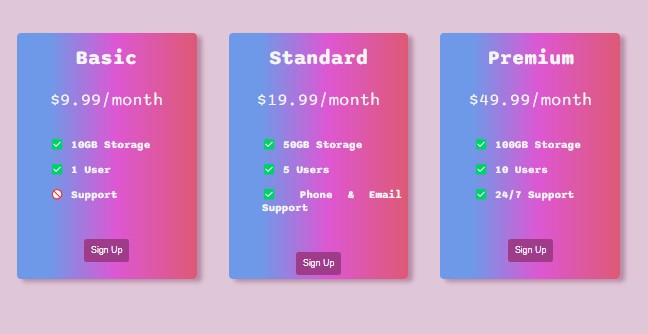 Basic
$9.99/month
✅ 10GB Storage
✅ 1 User
🚫 Support
Sign Up
Standard
$19.99/month
✅ 50GB Storage
✅ 5 Users
✅ Phone & Email
Support
Sign Up
Premium
$49.99/month
✅ 100GB Storage
✅ 10 Users
✅ 24/7 Support
Sign Up